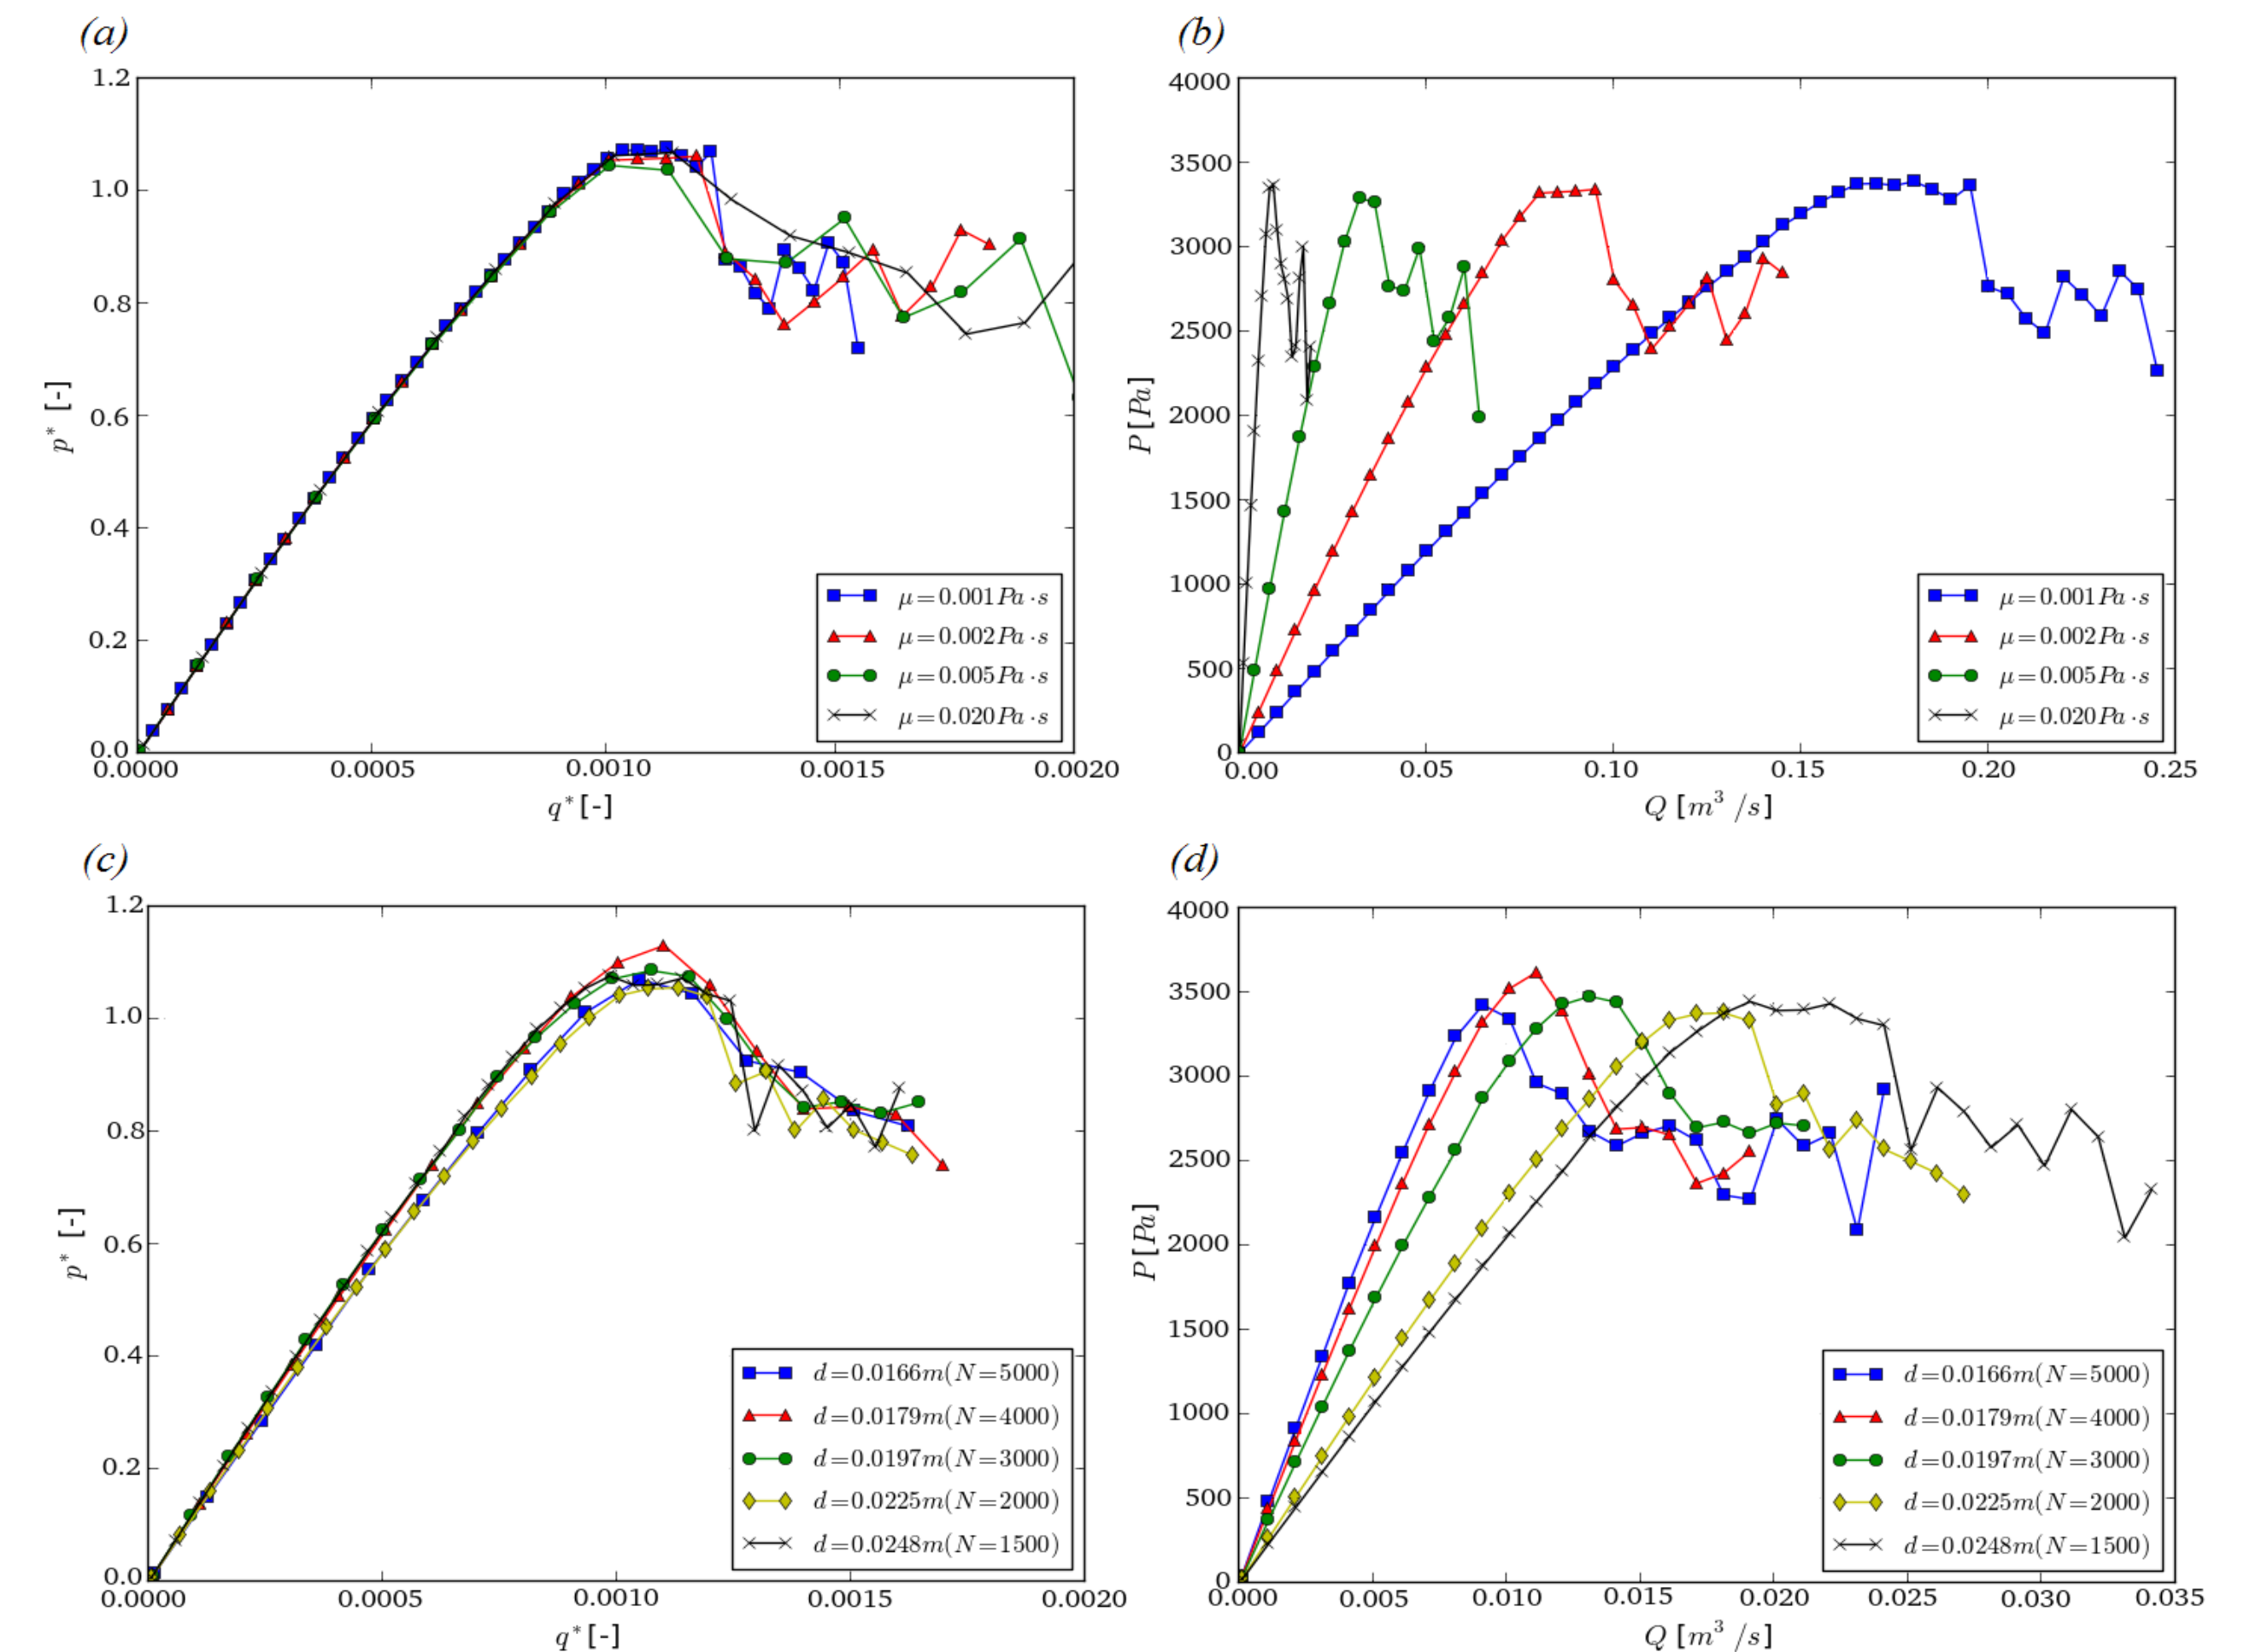 (a)
1.2
1.0
0.8
0.6
0.4
0.2
0.0
p* [-]
0.0000 0.0005 0.0010 0.0015 0.0020
q* [-]
μ=0.001Pa·s
μ=0.002Pa·s
μ=0.005Pa·s
μ=0.020Pa·s
(b)
4000
3500
3000
2500
2000
1500
1000
500
0
P [Pa]
0.00 0.05 0.10 0.15 0.20 0.25
Q [m³/s]
μ=0.001Pa·s
μ=0.002Pa·s
μ=0.005Pa·s
μ=0.020Pa·s
(c)
1.2
1.0
0.8
0.6
0.4
0.2
0.0
p* [-]
0.0000 0.0005 0.0010 0.0015 0.0020
q* [-]
d=0.0166m(N=5000)
d=0.0179m(N=4000)
d=0.0197m(N=3000)
d=0.0225m(N=2000)
d=0.0248m(N=1500)
(d)
4000
3500
3000
2500
2000
1500
1000
500
0
P [Pa]
0.000 0.005 0.010 0.015 0.020 0.025 0.030 0.035
Q [m³/s]
d=0.0166m(N=5000)
d=0.0179m(N=4000)
d=0.0197m(N=3000)
d=0.0225m(N=2000)
d=0.0248m(N=1500)